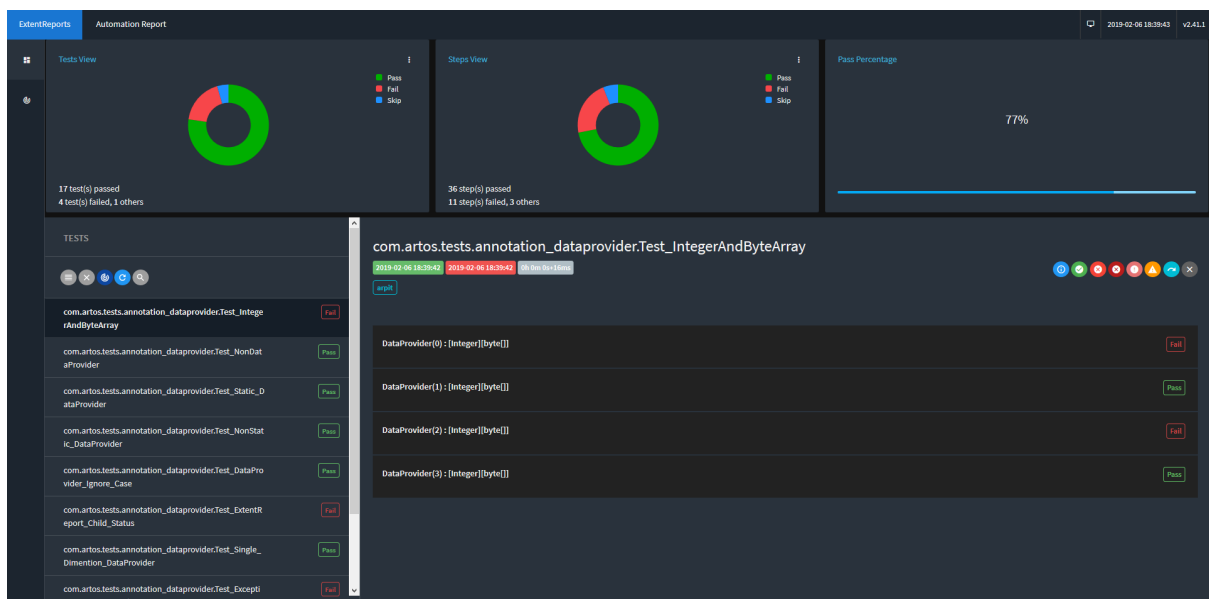 ExtentReports
Automation Report
2019-02-06 18:39:43
v2.41.1
Tests View
Pass
Fail
Skip
17 test(s) passed
4 test(s) failed, 1 others
Steps View
Pass
Fail
Skip
36 step(s) passed
11 step(s) failed, 3 others
Pass Percentage
77%
TESTS
com.artos.tests.annotation_dataprovider.Test_Intege
rAndByteArray
Fail
com.artos.tests.annotation_dataprovider.Test_NonDat
aProvider
Pass
com.artos.tests.annotation_dataprovider.Test_Static_D
ataProvider
Pass
com.artos.tests.annotation_dataprovider.Test_NonStat
ic_DataProvider
Pass
com.artos.tests.annotation_dataprovider.Test_DataPro
vider_Ignore_Case
Pass
com.artos.tests.annotation_dataprovider.Test_ExtentR
eport_Child_Status
Fail
com.artos.tests.annotation_dataprovider.Test_Single_
Dimention_DataProvider
Pass
com.artos.tests.annotation_dataprovider.Test_Excepti
Fail
com.artos.tests.annotation_dataprovider.Test_IntegerAndByteArray
2019-02-06 18:39:42
2019-02-06 18:39:42
0h 0m 0s+16ms
arpit
DataProvider(0) : [Integer][byte[]]
Fail
DataProvider(1) : [Integer][byte[]]
Pass
DataProvider(2) : [Integer][byte[]]
Fail
DataProvider(3) : [Integer][byte[]]
Pass